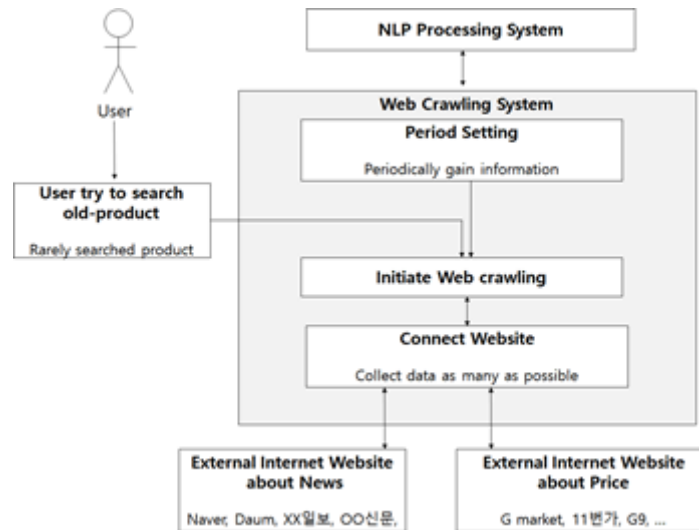 NLP Processing System
User
Web Crawling System
Period Setting
Periodically gain information
User try to search
old-product
Rarely searched product
Initiate Web crawling
Connect Website
Collect data as many as possible
External Internet Website
about News
Naver, Daum, XX일보, OO신문,
External Internet Website
about Price
G market, 11번가, G9, ...